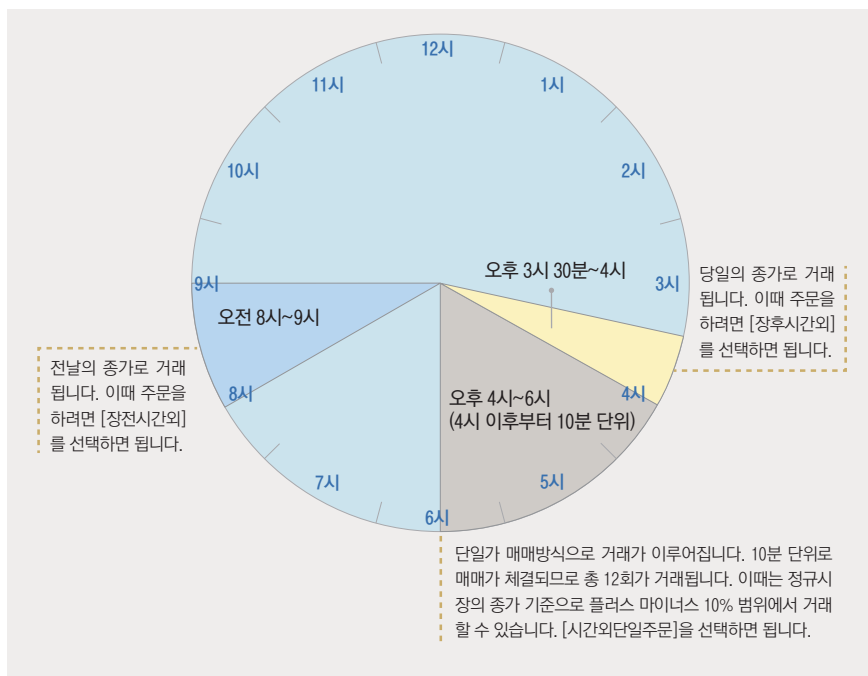 12시
11시
1시
10시
2시
오후 3시 30분~4시
9시
3시
오전 8시~9시
당일의 종가로 거래
됩니다. 이때 주문을
하려면 [장후시간외]
를 선택하면 됩니다.
전날의 종가로 거래
됩니다. 이때 주문을
하려면 [장전시간외]
를 선택하면 됩니다.
8시
4시
오후 4시~6시
(4시 이후부터 10분 단위)
7시
5시
6시
단일가 매매방식으로 거래가 이루어집니다. 10분 단위로
매매가 체결되므로 총 12회가 거래됩니다. 이때는 정규시
장의 종가 기준으로 플러스 마이너스 10% 범위에서 거래
할 수 있습니다. [시간외단일주문]을 선택하면 됩니다.